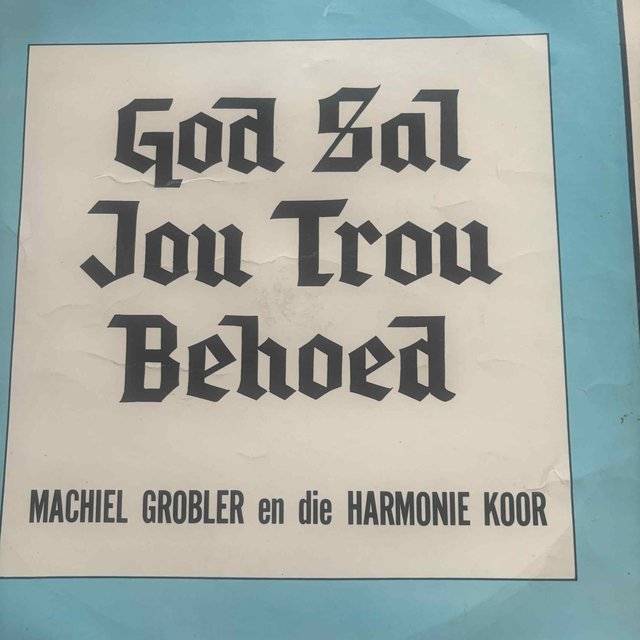 God Sal
Jou Trou
Behoed
MACHIEL GROBLER en die HARMONIE KOOR